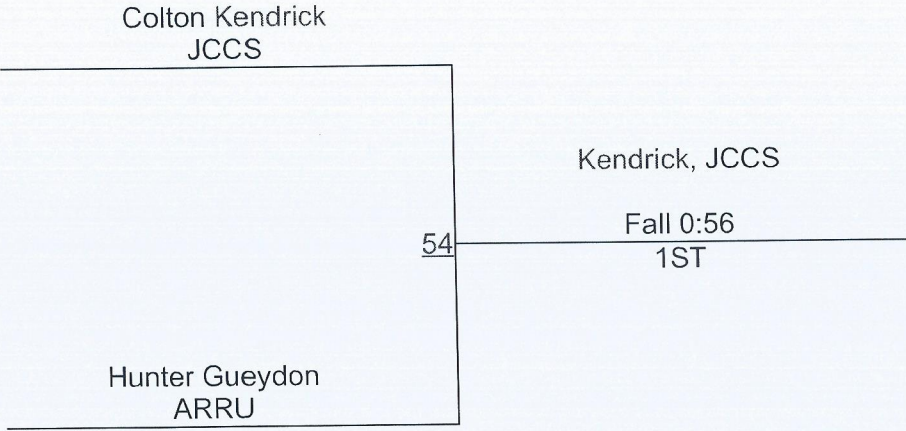 Colton Kendrick
JCCS
Kendrick, JCCS
Fall 0:56
54
1ST
Hunter Gueydon
ARRU